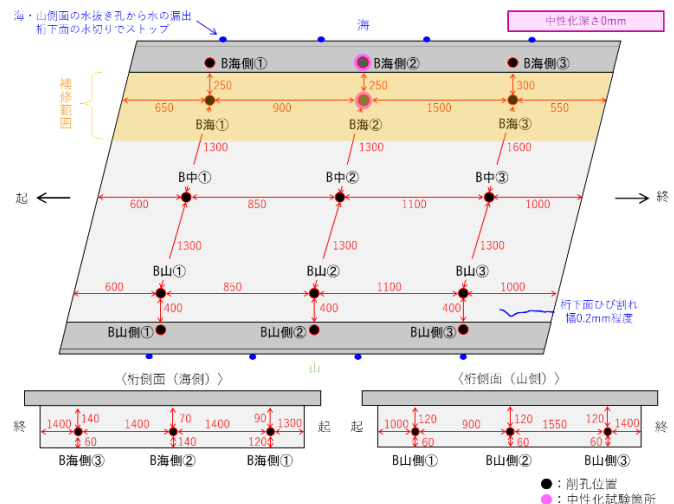 海・山側面の水抜き孔から水の漏出
桁下面の水切りでストップ
海
中性化深さ0mm
B海側①
B海側②
B海側③
250
250
300
補修範囲
650
900
1500
550
B海①
B海②
B海③
1300
1300
1600
B中①
B中②
B中③
起
終
600
850
1100
1000
1300
1300
1300
B山①
B山②
B山③
600
850
1100
1000
400
400
400
桁下面ひび割れ
幅0.2mm程度
B山側①
B山側②
B山側③
山
〈桁側面（海側）〉
〈桁側面（山側）〉
終
1400
140
1400
70
1400
90
1300
起
60
140
120
B海側③
B海側②
B海側①
起
1000
120
900
120
1550
120
1400
終
60
60
60
B山側①
B山側②
B山側③
●：削孔位置
●：中性化試験箇所